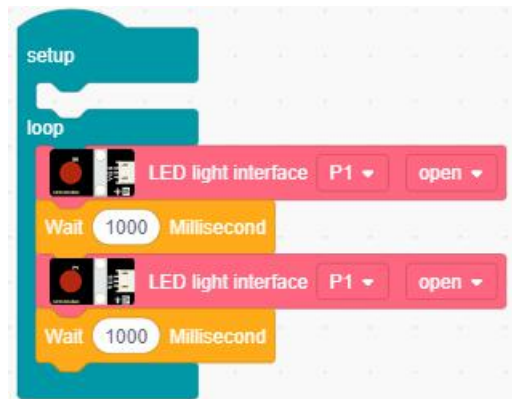 setup
loop
LED light interface P1 open
Wait 1000 Millisecond
LED light interface P1 open
Wait 1000 Millisecond